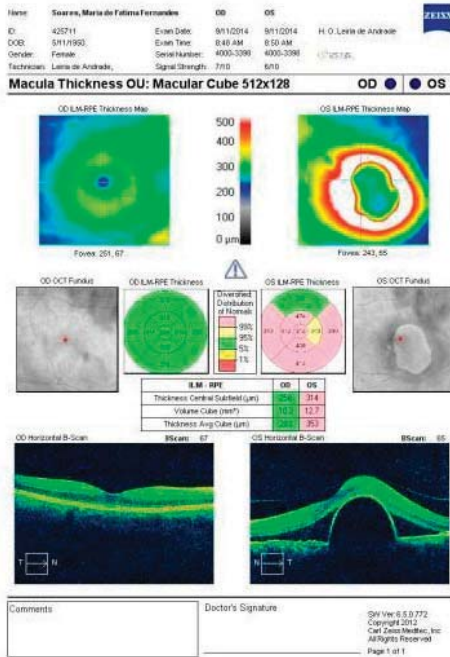 Name: Soares, Maria de Fatima Fernandes OD OS
ZEISS
ID: 425711 Exam Date: 9/11/2014 9/11/2014 H. O. Leiria de Andrade
DOB: 5/11/1950 Exam Time: 8:48 AM 8:50 AM
Gender: Female Serial Number: 4000-3398 4000-3398
Technician: Leiria de Andrade, Signal Strength: 7/10 6/10
Macula Thickness OU: Macular Cube 512x128 OD OS
OD ILM-RPE Thickness Map OS ILM-RPE Thickness Map
500
400
300
200
100
0 µm
Fovea: 251, 67 Fovea: 243, 65
OD OCT Fundus OD ILM-RPE Thickness OS ILM-RPE Thickness OS OCT Fundus
Diversified
Distribution
of Normals
99%
95%
5%
1%
ILM - RPE OD OS
Thickness Central Subfield (µm) 314
Volume Cube (mm³) 12.7
Thickness Avg Cube (µm) 353
OD Horizontal B-Scan BScan: 67 OS Horizontal B-Scan BScan: 65
T N T N
Comments Doctor's Signature
SW Ver: 6.5.0.772
Copyright 2012
Carl Zeiss Meditec, Inc
All Rights Reserved
Page 1 of 1